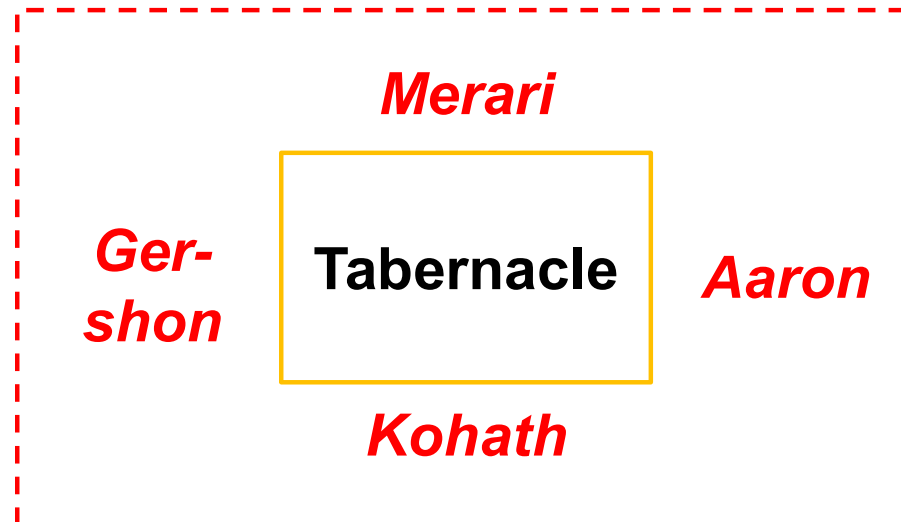 Merari
Ger-
shon
Tabernacle
Aaron
Kohath